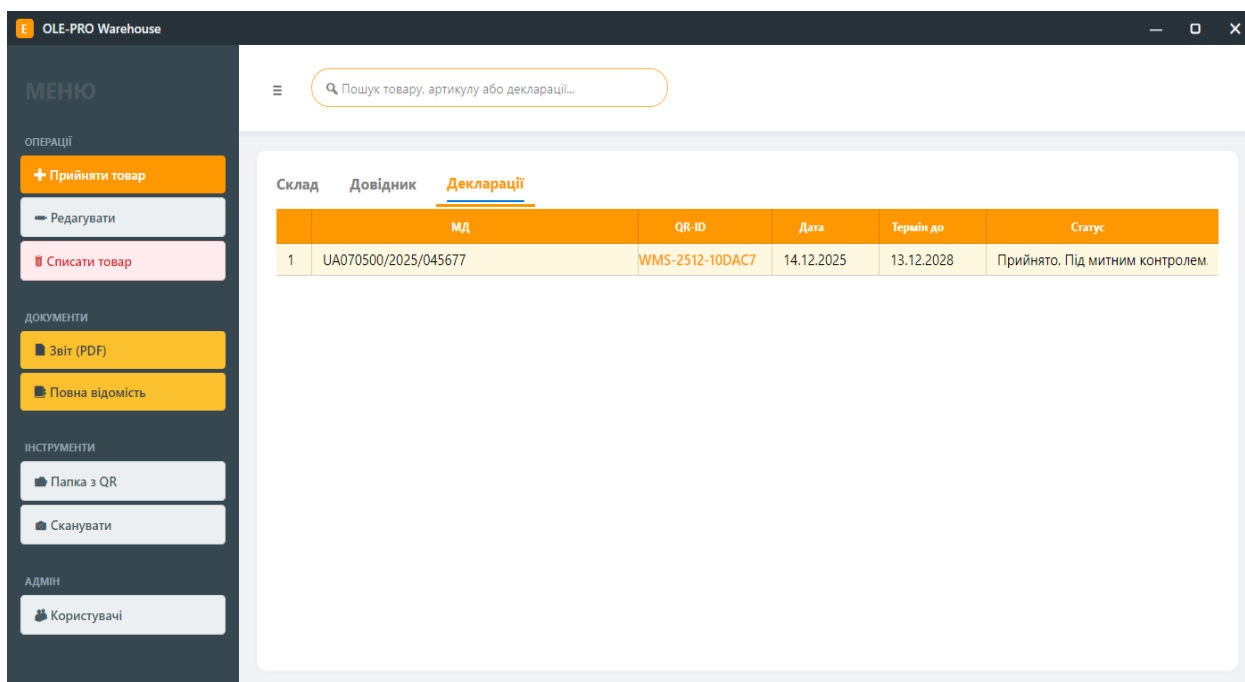 E OLE-PRO Warehouse
МЕНЮ
Пошук товару, артикулу або декларації...
ОПЕРАЦІЇ
Прийняти товар
Редагувати
Списати товар
ДОКУМЕНТИ
Звіт (PDF)
Повна відомість
ІНСТРУМЕНТИ
Папка з QR
Сканувати
АДМІН
Користувачі
Склад Довідник Декларації
МД QR-ID Дата Термін до Статус
1 UA070500/2025/045677 WMS-2512-10DAC7 14.12.2025 13.12.2028 Прийнято. Під митним контролем.